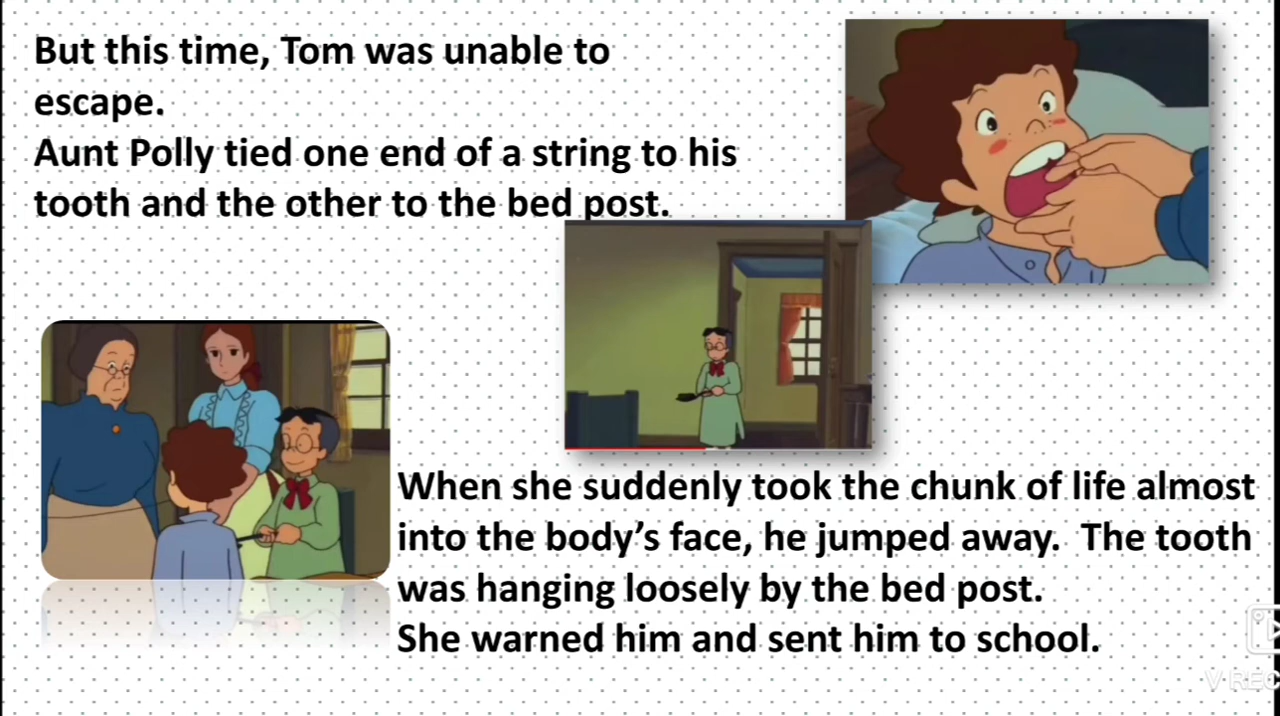 But this time, Tom was unable to
escape.
Aunt Polly tied one end of a string to his
tooth and the other to the bed post.
When she suddenly took the chunk of life almost
into the body's face, he jumped away.  The tooth
was hanging loosely by the bed post.
She warned him and sent him to school.
V REC